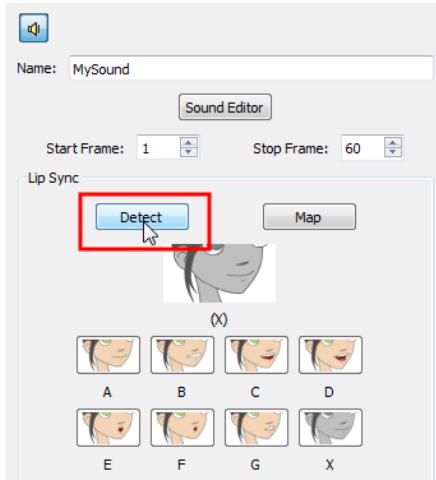 Name: MySound
Sound Editor
Start Frame: 1 Stop Frame: 60
Lip Sync
Detect Map
(X)
A B C D
E F G X